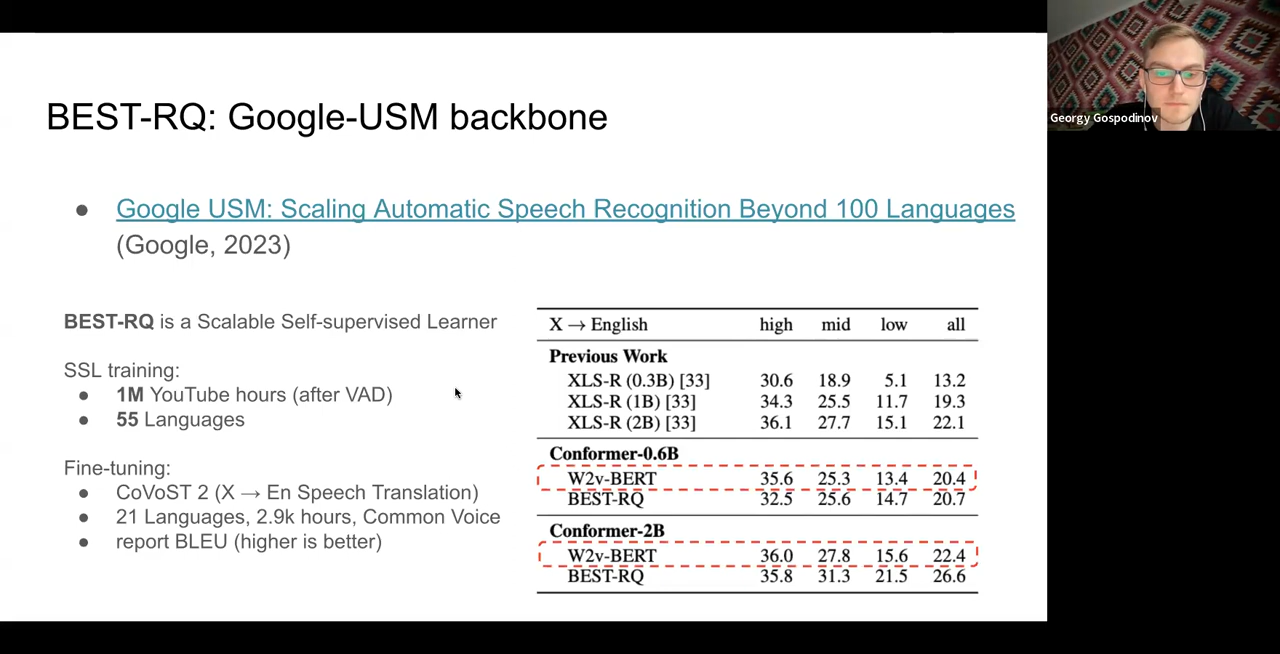 BEST-RQ: Google-USM backbone
Georgy Gospodinov
● Google USM: Scaling Automatic Speech Recognition Beyond 100 Languages
(Google, 2023)
BEST-RQ is a Scalable Self-supervised Learner
SSL training:
● 1M YouTube hours (after VAD)
● 55 Languages
Fine-tuning:
● CoVoST 2 (X → En Speech Translation)
● 21 Languages, 2.9k hours, Common Voice
● report BLEU (higher is better)
X → English high mid low all
Previous Work
XLS-R (0.3B) [33] 30.6 18.9 5.1 13.2
XLS-R (1B) [33] 34.3 25.5 11.7 19.3
XLS-R (2B) [33] 36.1 27.7 15.1 22.1
Conformer-0.6B
W2v-BERT 35.6 25.3 13.4 20.4
BEST-RQ 32.5 25.6 14.7 20.7
Conformer-2B
W2v-BERT 36.0 27.8 15.6 22.4
BEST-RQ 35.8 31.3 21.5 26.6